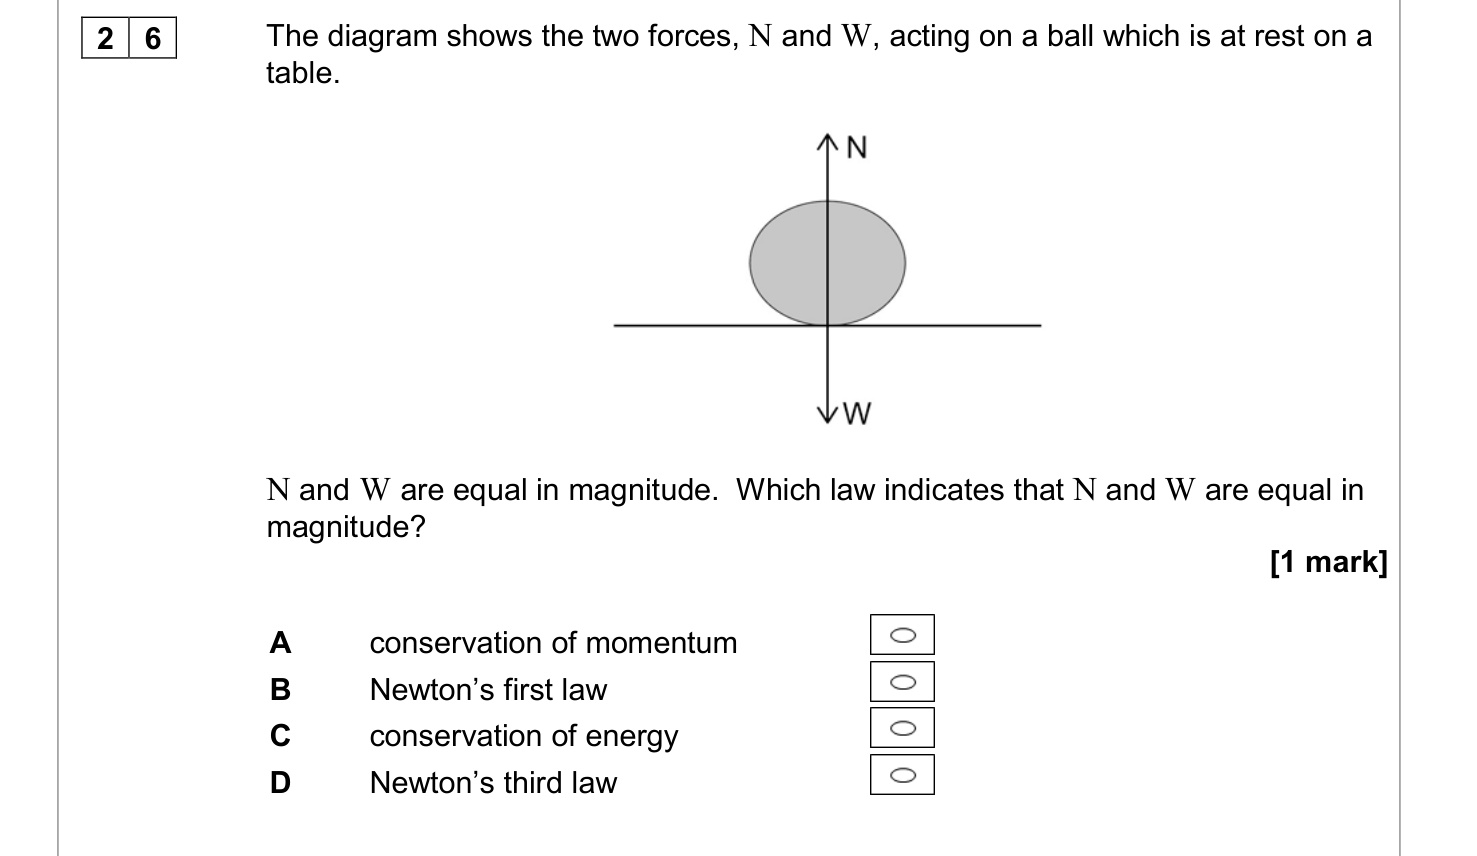 2 6
The diagram shows the two forces, N and W, acting on a ball which is at rest on a
table.
N
W
N and W are equal in magnitude.  Which law indicates that N and W are equal in
magnitude?
[1 mark]
A conservation of momentum
B Newton’s first law
C conservation of energy
D Newton’s third law